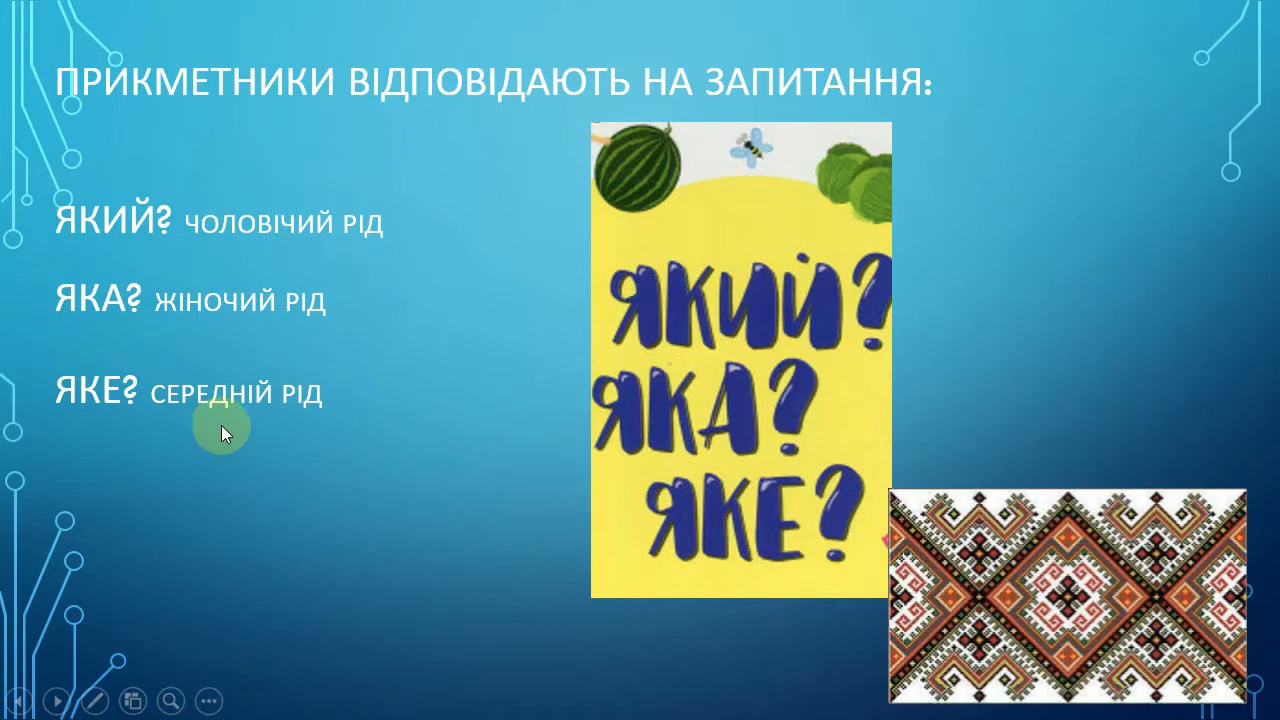 ПРИКМЕТНИКИ ВІДПОВІДАЮТЬ НА ЗАПИТАННЯ:
ЯКИЙ? ЧОЛОВІЧИЙ РІД
ЯКА? ЖІНОЧИЙ РІД
ЯКЕ? СЕРЕДНІЙ РІД
ЯКИЙ?
ЯКА?
ЯКЕ?